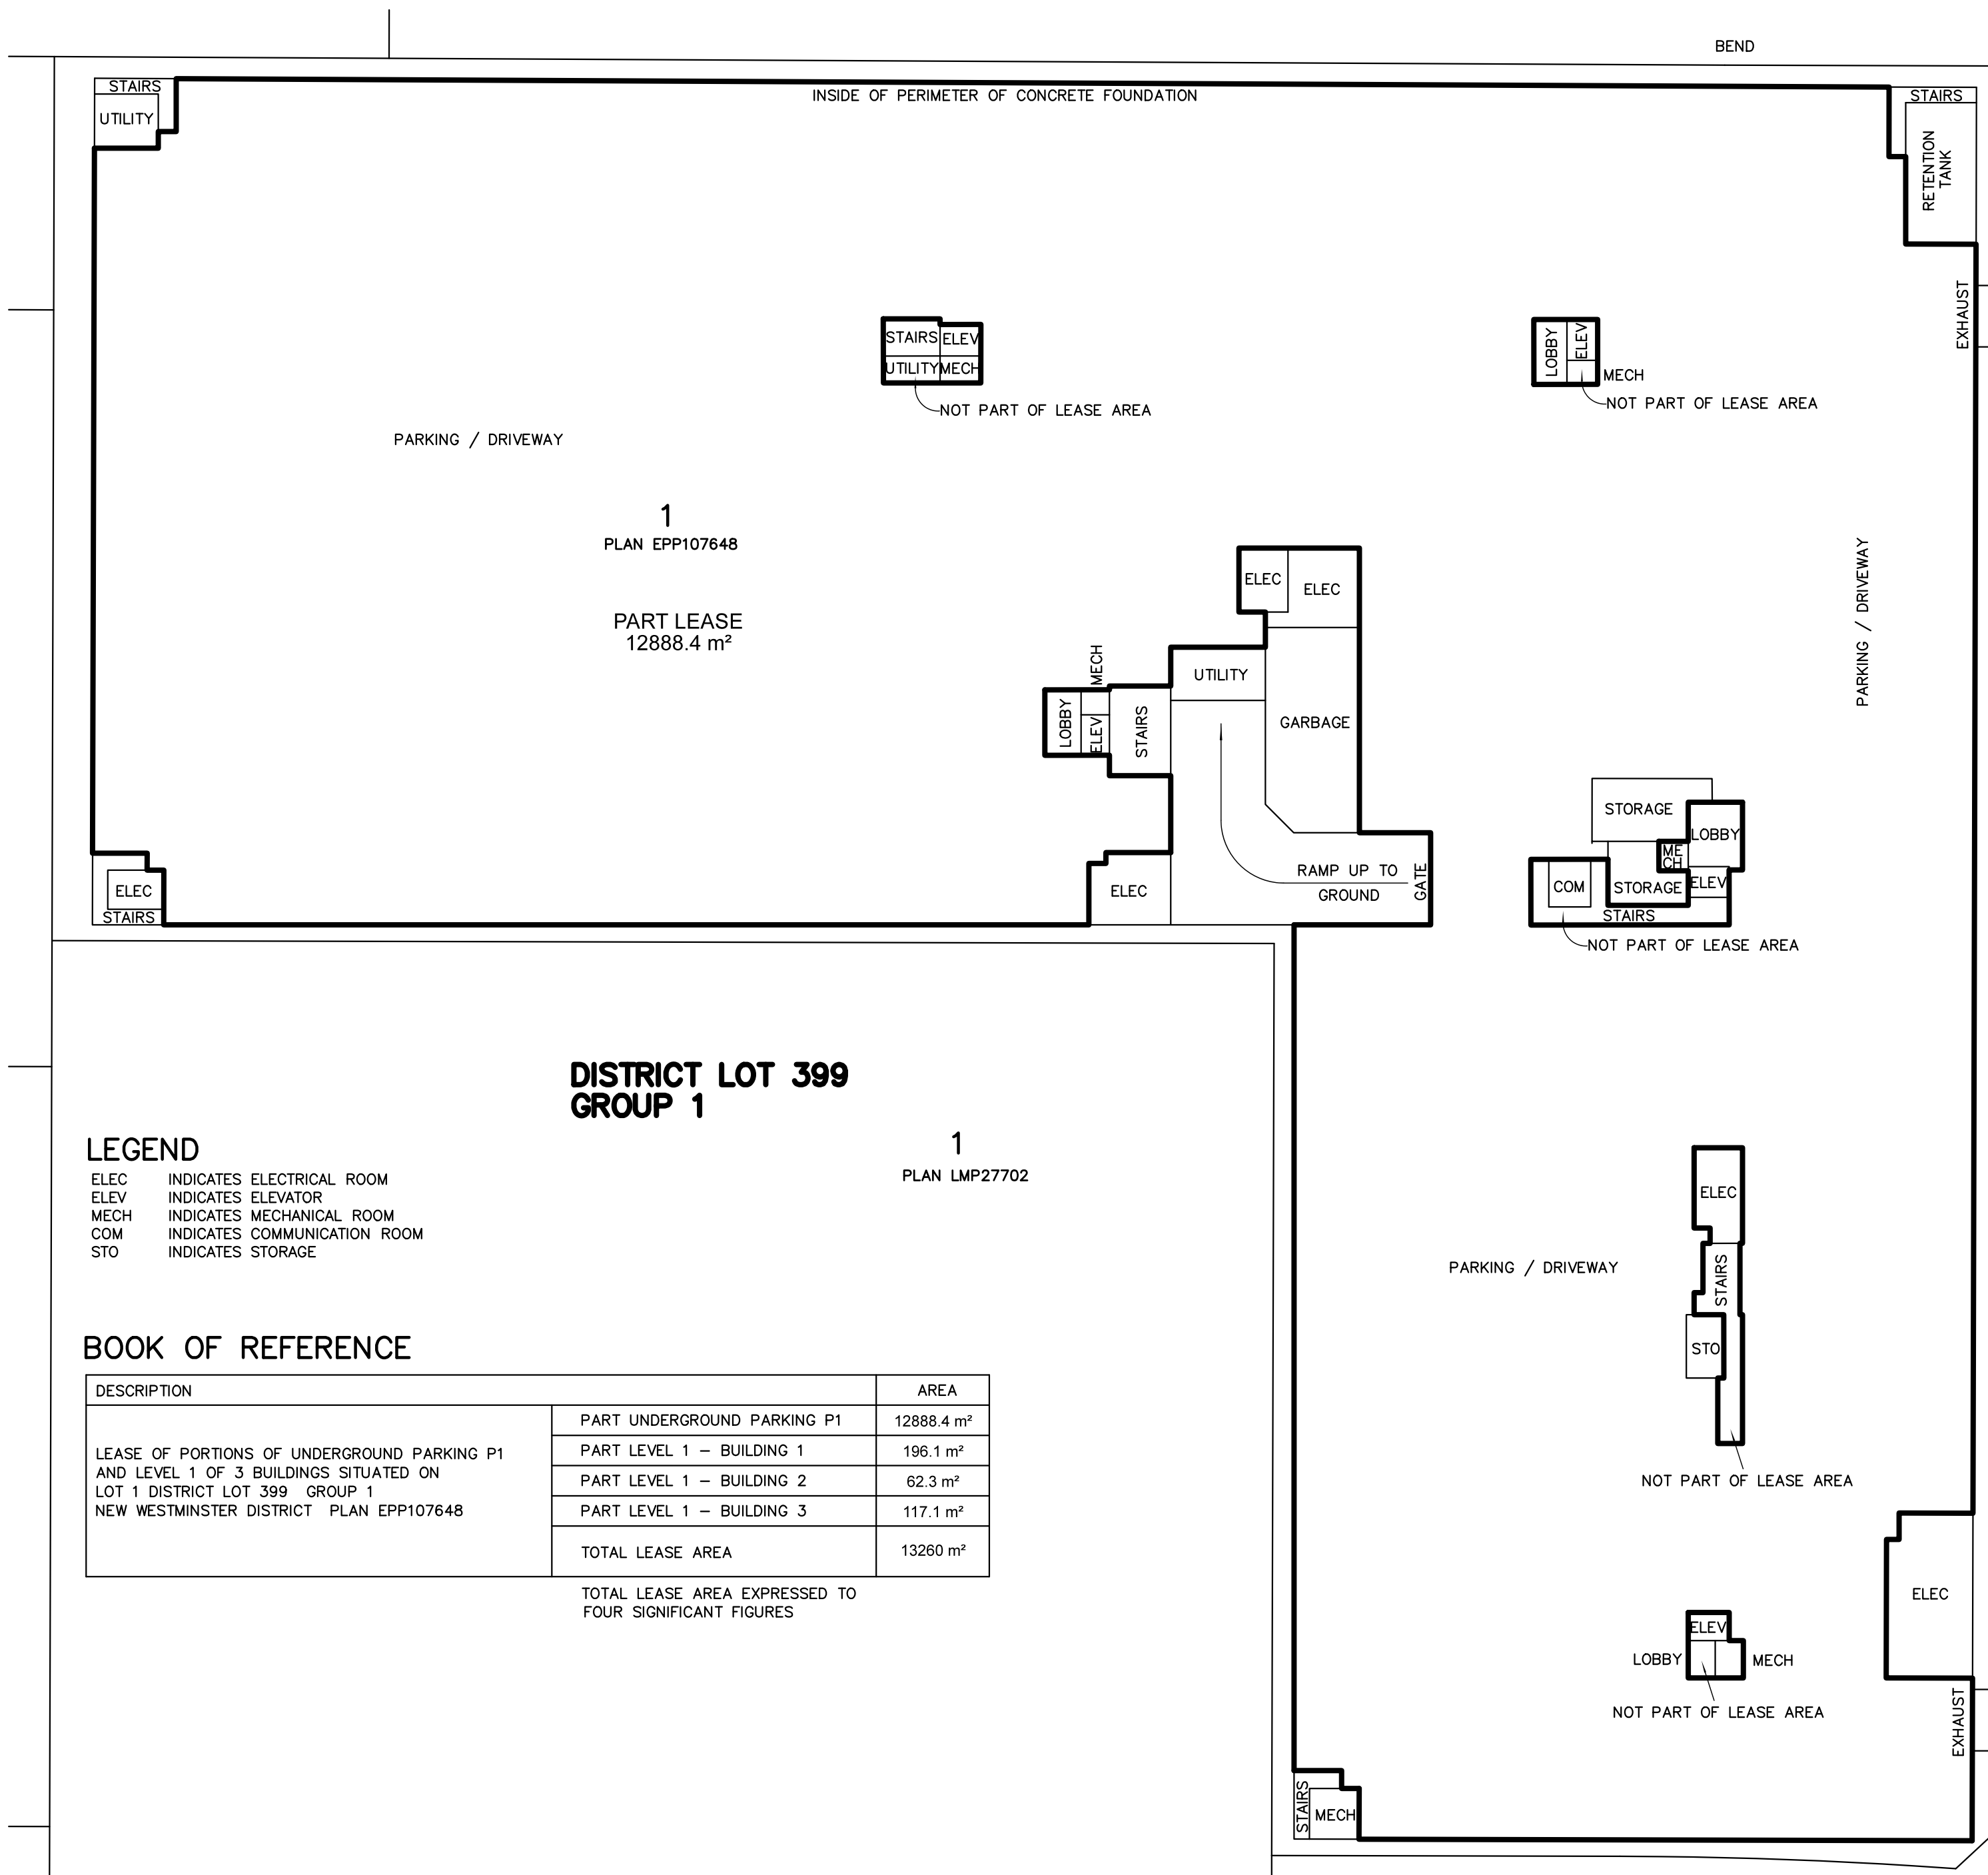 BEND
STAIRS
UTILITY
INSIDE OF PERIMETER OF CONCRETE FOUNDATION
STAIRS
RETENTION
TANK
EXHAUST
STAIRS
ELEV
UTILITY
MECH
NOT PART OF LEASE AREA
LOBBY
ELEV
MECH
NOT PART OF LEASE AREA
PARKING / DRIVEWAY
1
PLAN EPP107648
PART LEASE
12888.4 m²
PARKING / DRIVEWAY
ELEC
ELEC
UTILITY
MECH
LOBBY
ELEV
STAIRS
GARBAGE
STORAGE
LOBBY
ME
CH
COM
STORAGE
ELEV
STAIRS
NOT PART OF LEASE AREA
RAMP UP TO
GROUND
GATE
ELEC
STAIRS
ELEC
DISTRICT LOT 399
GROUP 1
1
PLAN LMP27702
LEGEND
ELEC INDICATES ELECTRICAL ROOM
ELEV INDICATES ELEVATOR
MECH INDICATES MECHANICAL ROOM
COM INDICATES COMMUNICATION ROOM
STO INDICATES STORAGE
ELEC
STAIRS
PARKING / DRIVEWAY
STO
NOT PART OF LEASE AREA
BOOK OF REFERENCE
DESCRIPTION AREA
LEASE OF PORTIONS OF UNDERGROUND PARKING P1
AND LEVEL 1 OF 3 BUILDINGS SITUATED ON
LOT 1 DISTRICT LOT 399 GROUP 1
NEW WESTMINSTER DISTRICT PLAN EPP107648
PART UNDERGROUND PARKING P1 12888.4 m²
PART LEVEL 1 – BUILDING 1 196.1 m²
PART LEVEL 1 – BUILDING 2 62.3 m²
PART LEVEL 1 – BUILDING 3 117.1 m²
TOTAL LEASE AREA 13260 m²
TOTAL LEASE AREA EXPRESSED TO
FOUR SIGNIFICANT FIGURES
ELEC
ELEV
LOBBY
MECH
NOT PART OF LEASE AREA
EXHAUST
STAIRS
MECH